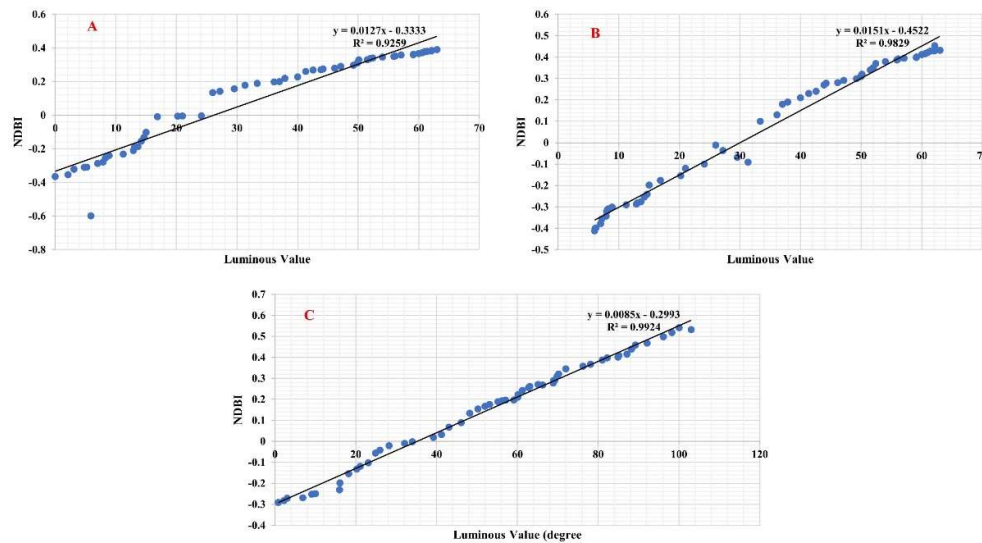 A
y = 0.0127x - 0.3333
R² = 0.9259
0.6
0.4
0.2
0
-0.2
-0.4
-0.6
-0.8
0 10 20 30 40 50 60 70
NDBI
Luminous Value
B
y = 0.0151x - 0.4522
R² = 0.9829
0.6
0.5
0.4
0.3
0.2
0.1
0
-0.1
-0.2
-0.3
-0.4
-0.5
0 10 20 30 40 50 60 70
NDBI
Luminous Value
C
y = 0.0085x - 0.2993
R² = 0.9924
0.7
0.6
0.5
0.4
0.3
0.2
0.1
0
-0.1
-0.2
-0.3
-0.4
0 20 40 60 80 100 120
NDBI
Luminous Value (degree